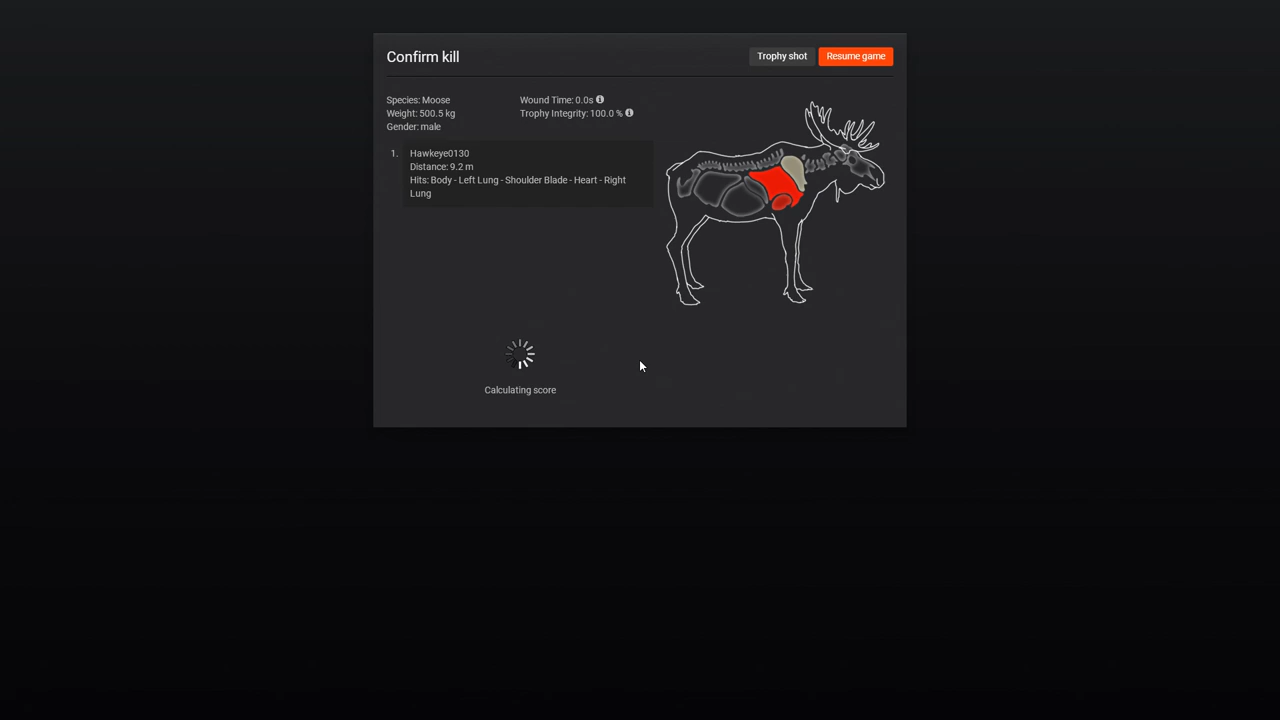 Confirm kill
Trophy shot
Resume game
Species: Moose
Weight: 500.5 kg
Gender: male
Wound Time: 0.0s
Trophy Integrity: 100.0 %
1.
Hawkeye0130
Distance: 9.2 m
Hits: Body - Left Lung - Shoulder Blade - Heart - Right
Lung
Calculating score